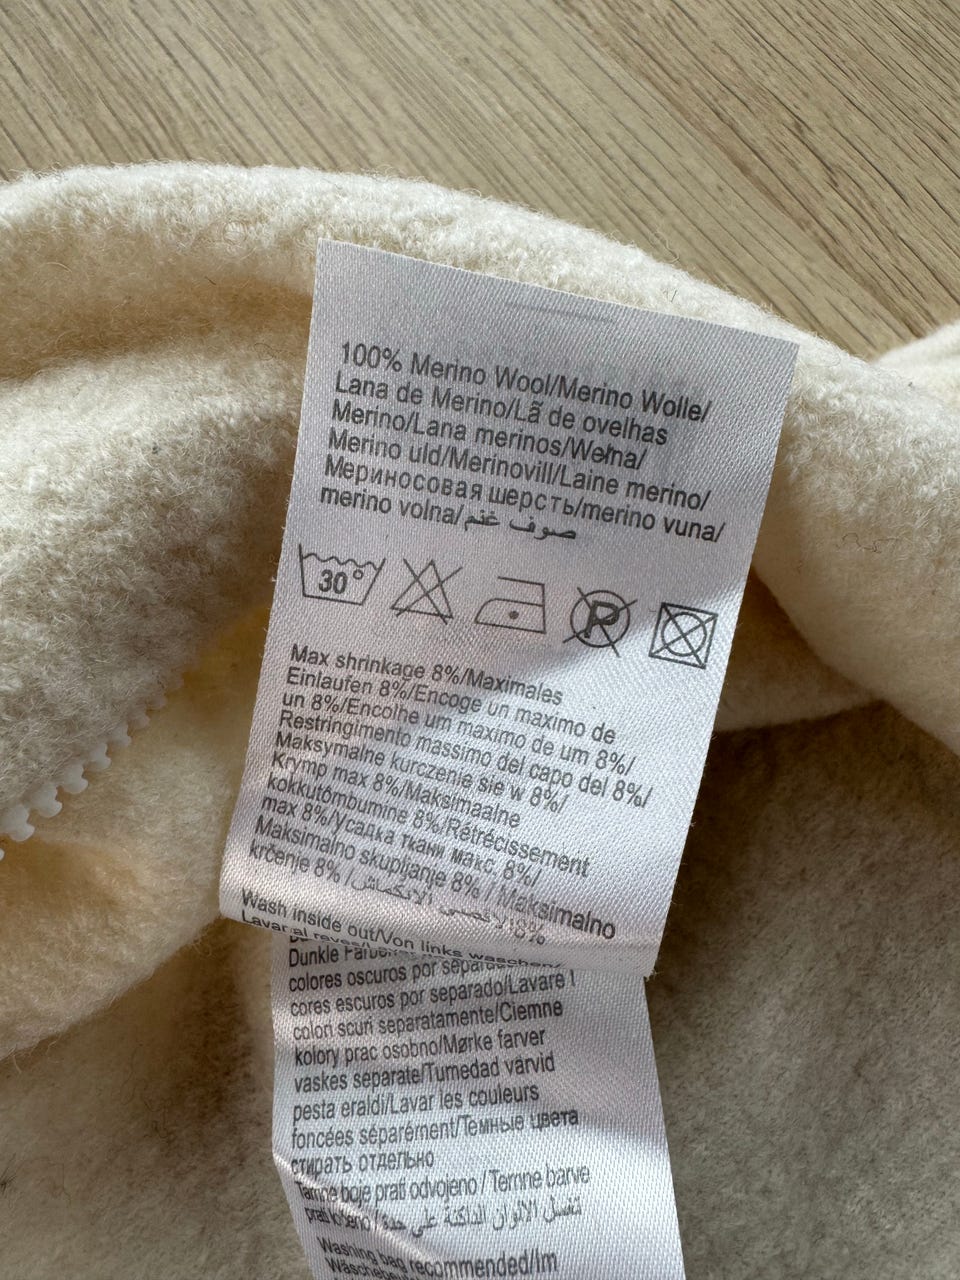 100% Merino Wool/Merino Wolle/
Lana de Merino/Lã de ovelhas
Merino/Lana merinos/Wełna/
Merino uld/Merinovill/Laine merino/
Мериносовая шерсть/merino vuna/
merino volna/صوف غنم
30°
P
Max shrinkage 8%/Maximales
Einlaufen 8%/Encoge un maximo de
un 8%/Encolhe um maximo de um 8%/
Restringimento massimo del capo del 8%/
Maksymalne kurczenie sie w 8%/
Krymp max 8%/Maksimaalne
kokkutõmbumine 8%/Rétrécissement
max 8%/Усадка ткани макс. 8%/
Maksimalno skupljanje 8% / Maksimalno
krčenje 8% / 8%
Wash inside out/Von links waschen/
Lavar al reves/
Dunkle Farben
colores oscuros por separado
cores escuros por separado/Lavare i
colori scuri separatamente/Ciemne
kolory prac osobno/Mørke farver
vaskes separate/Tumedad värvid
pesta eraldi/Lavar les couleurs
foncées séparément/Темные цвета
стирать отдельно
Tamne boje prati odvojeno / Temne barve
prati ločeno / تغسل الالوان الداكنة على حدة
Washing bag recommended/Im